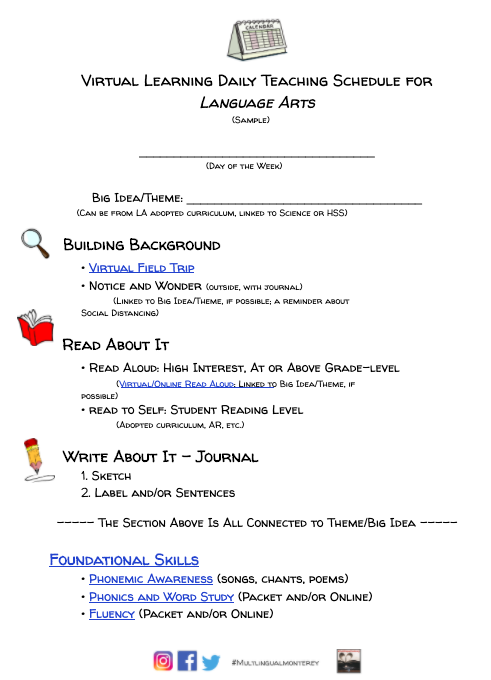 CALENDAR
Virtual Learning Daily Teaching Schedule for
Language Arts
(Sample)
(Day of the Week)
Big Idea/Theme:
(Can be from LA adopted curriculum, linked to Science or HSS)
Building Background
• Virtual Field Trip
• Notice and Wonder (outside, with journal)
(Linked to Big Idea/Theme, if possible; a reminder about
Social Distancing)
Read About It
• Read Aloud: High Interest, At or Above Grade-level
(Virtual/Online Read Aloud: Linked to Big Idea/Theme, if
possible)
• read to Self: Student Reading Level
(Adopted curriculum, AR, etc.)
Write About It - Journal
1. Sketch
2. Label and/or Sentences
----- The Section Above Is All Connected to Theme/Big Idea -----
Foundational Skills
• Phonemic Awareness (songs, chants, poems)
• Phonics and Word Study (Packet and/or Online)
• Fluency (Packet and/or Online)
#Multlingualmonterey